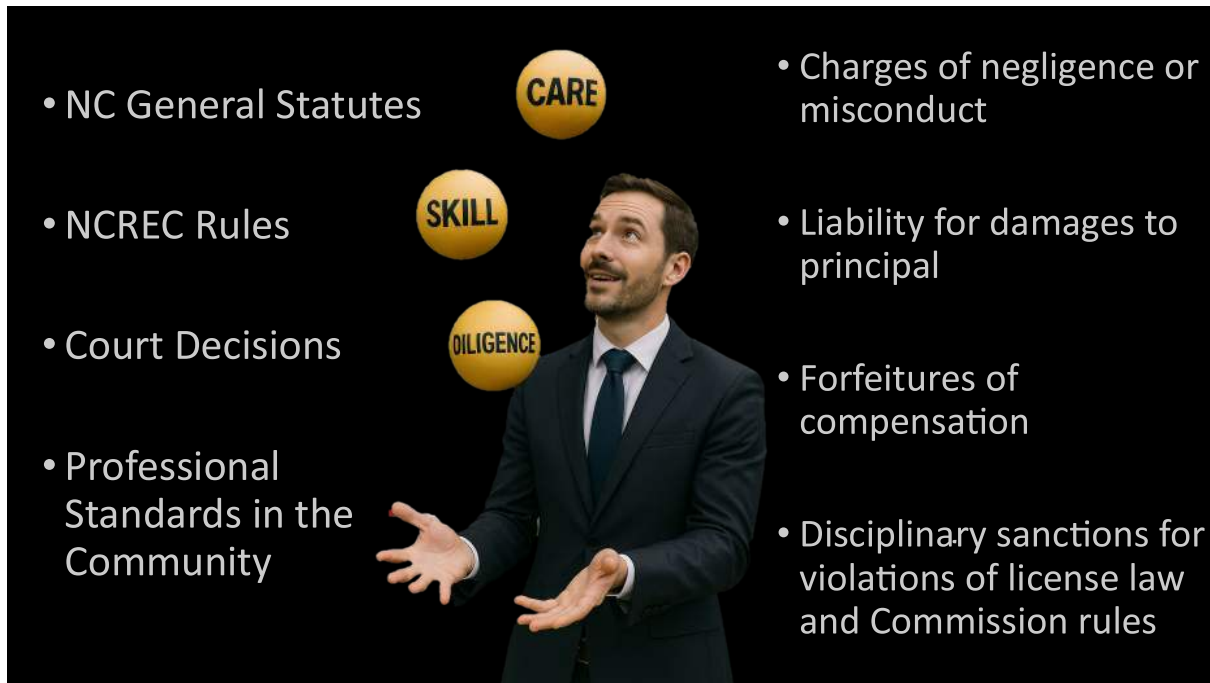 • NC General Statutes
• NCREC Rules
• Court Decisions
• Professional
Standards in the
Community
CARE
SKILL
DILIGENCE
• Charges of negligence or
misconduct
• Liability for damages to
principal
• Forfeitures of
compensation
• Disciplinary sanctions for
violations of license law
and Commission rules